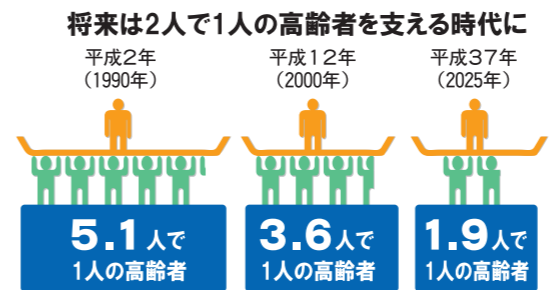 将来は2人で1人の高齢者を支える時代に
平成2年
（1990年）
平成12年
（2000年）
平成37年
（2025年）
5.1人で
1人の高齢者
3.6人で
1人の高齢者
1.9人で
1人の高齢者